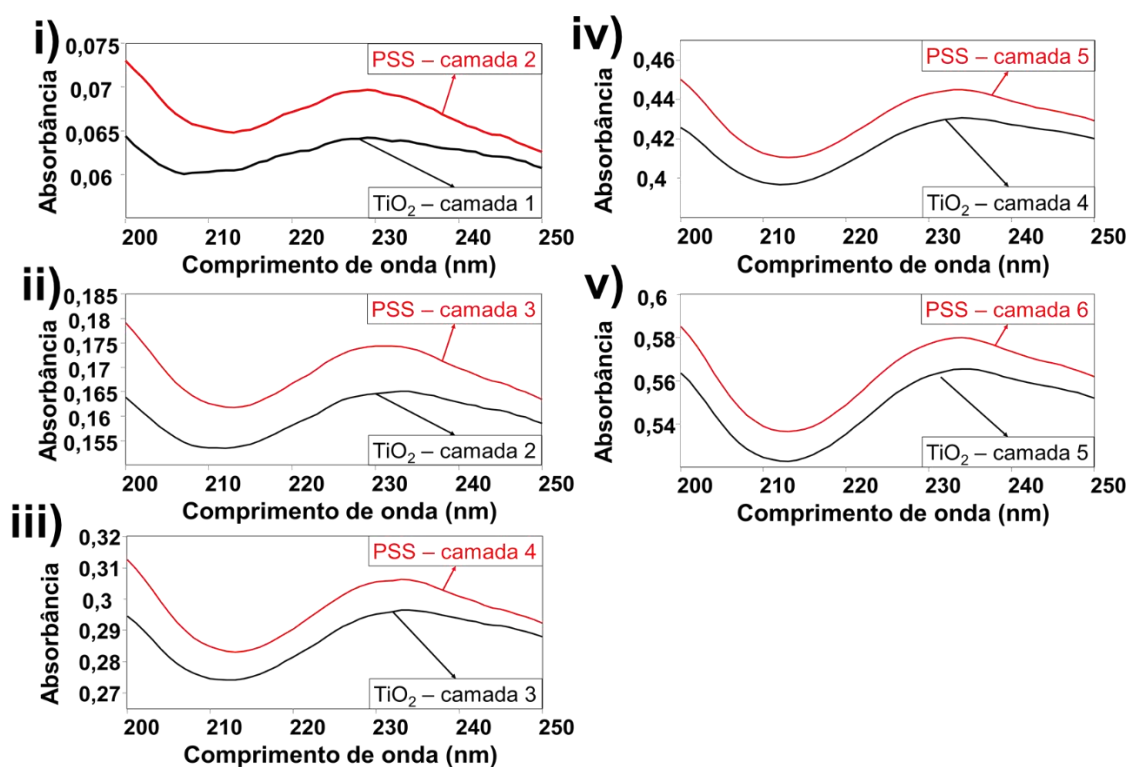 i)
0,075
0,07
0,065
0,06
Absorbância
PSS – camada 2
TiO₂ – camada 1
200 210 220 230 240 250
Comprimento de onda (nm)
ii)
0,185
0,18
0,175
0,17
0,165
0,16
0,155
Absorbância
PSS – camada 3
TiO₂ – camada 2
200 210 220 230 240 250
Comprimento de onda (nm)
iii)
0,32
0,31
0,3
0,29
0,28
0,27
Absorbância
PSS – camada 4
TiO₂ – camada 3
200 210 220 230 240 250
Comprimento de onda (nm)
iv)
0,46
0,44
0,42
0,4
Absorbância
PSS – camada 5
TiO₂ – camada 4
200 210 220 230 240 250
Comprimento de onda (nm)
v)
0,6
0,58
0,56
0,54
Absorbância
PSS – camada 6
TiO₂ – camada 5
200 210 220 230 240 250
Comprimento de onda (nm)